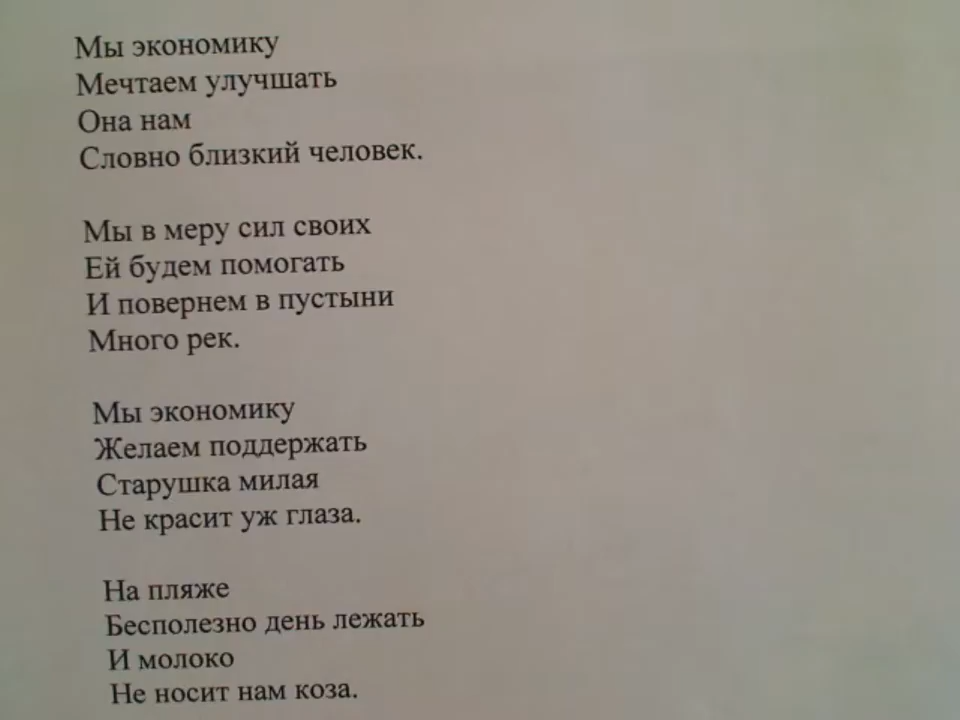 Мы экономику
Мечтаем улучшать
Она нам
Словно близкий человек.
Мы в меру сил своих
Ей будем помогать
И повернем в пустыни
Много рек.
Мы экономику
Желаем поддержать
Старушка милая
Не красит уж глаза.
На пляже
Бесполезно день лежать
И молоко
Не носит нам коза.